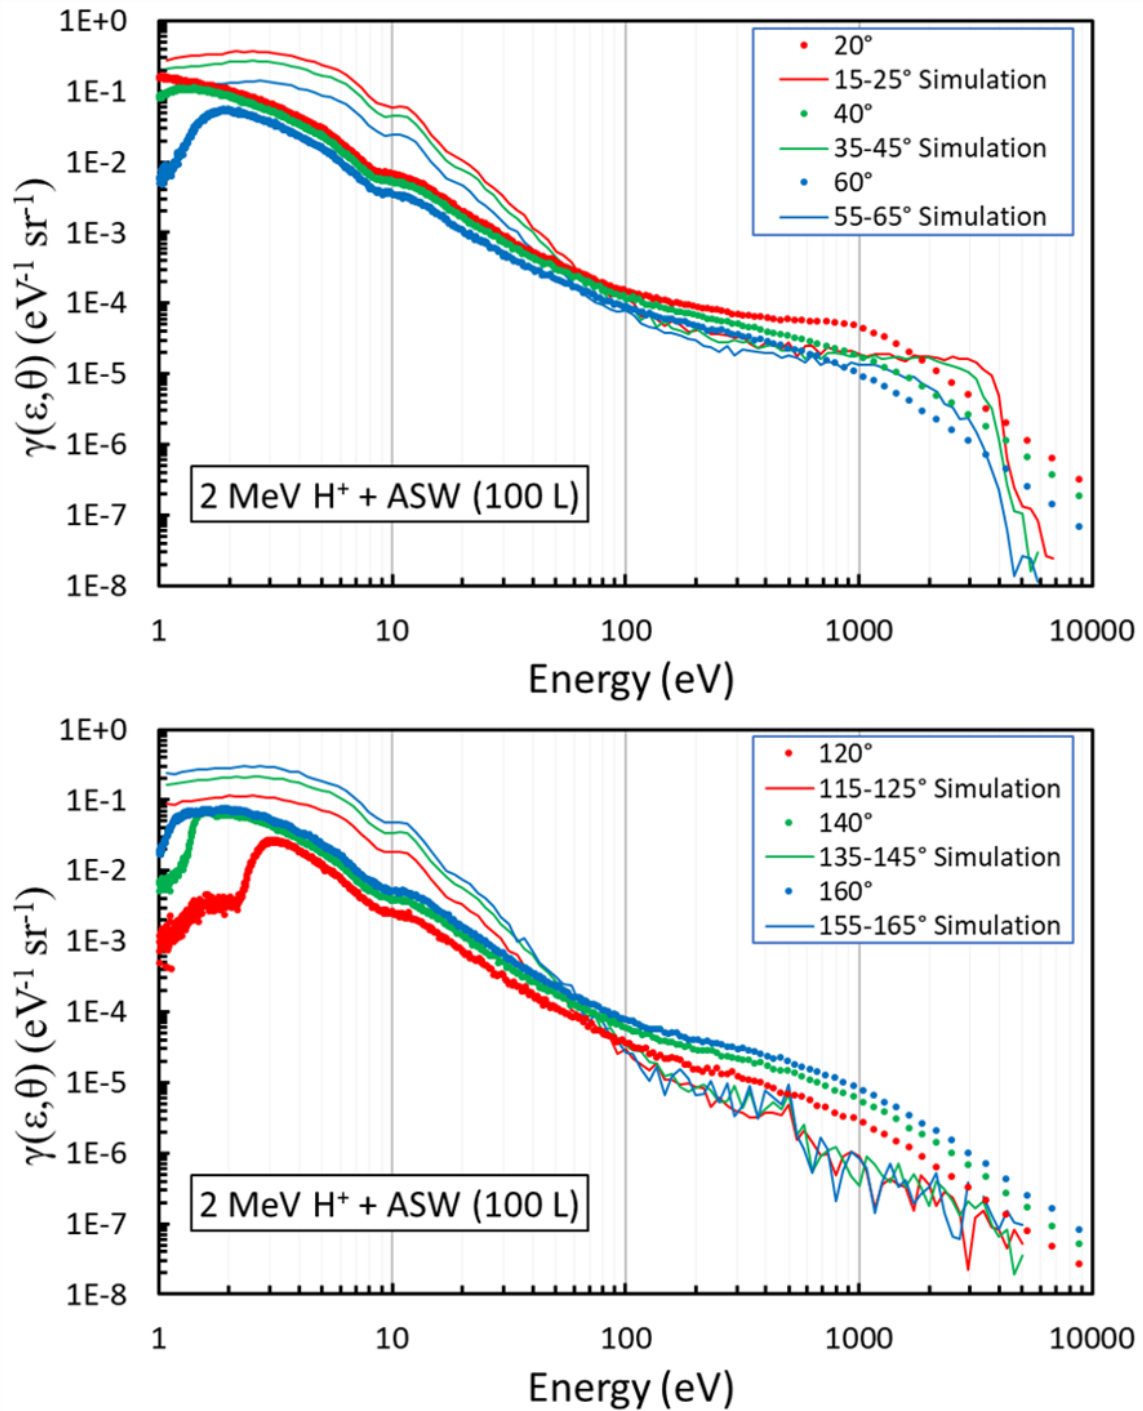 1E+0
1E-1
1E-2
1E-3
1E-4
1E-5
1E-6
1E-7
1E-8
γ(ε,θ) (eV⁻¹ sr⁻¹)
20°
15-25° Simulation
40°
35-45° Simulation
60°
55-65° Simulation
2 MeV H⁺ + ASW (100 L)
1 10 100 1000 10000
Energy (eV)
1E+0
1E-1
1E-2
1E-3
1E-4
1E-5
1E-6
1E-7
1E-8
γ(ε,θ) (eV⁻¹ sr⁻¹)
120°
115-125° Simulation
140°
135-145° Simulation
160°
155-165° Simulation
2 MeV H⁺ + ASW (100 L)
1 10 100 1000 10000
Energy (eV)